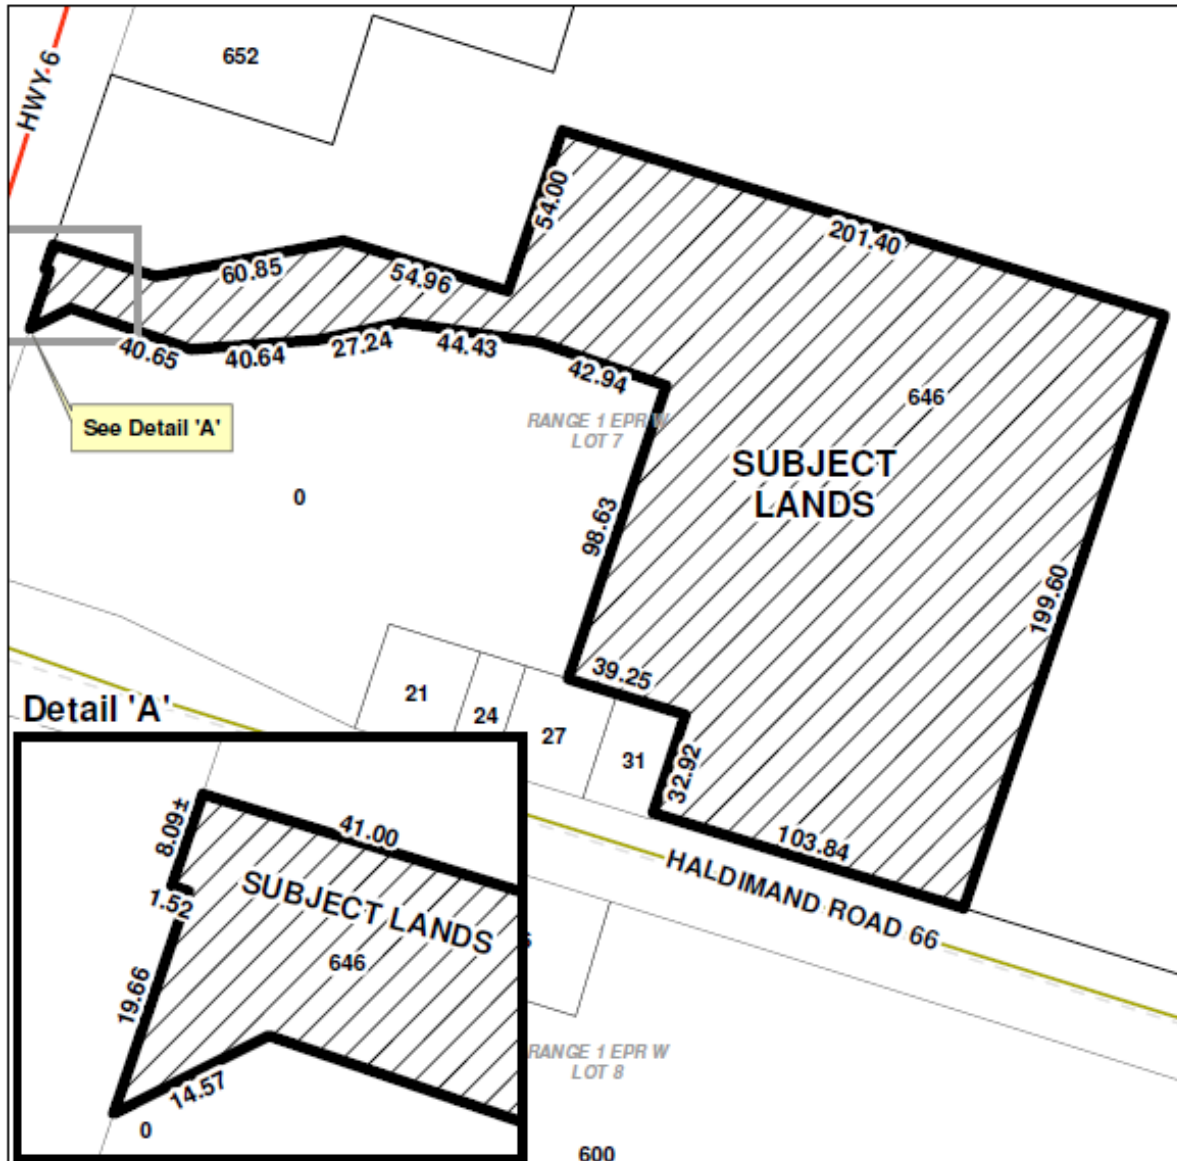 HWY 6
652
54.00
201.40
60.85
54.96
40.65
40.64
27.24
44.43
42.94
646
See Detail 'A'
RANGE 1 EPR W
LOT 7
SUBJECT
LANDS
0
98.63
199.60
39.25
21
24
27
31
32.92
103.84
HALDIMAND ROAD 66
Detail 'A'
8.09±
41.00
1.52
SUBJECT LANDS
646
19.66
14.57
0
RANGE 1 EPR W
LOT 8
600